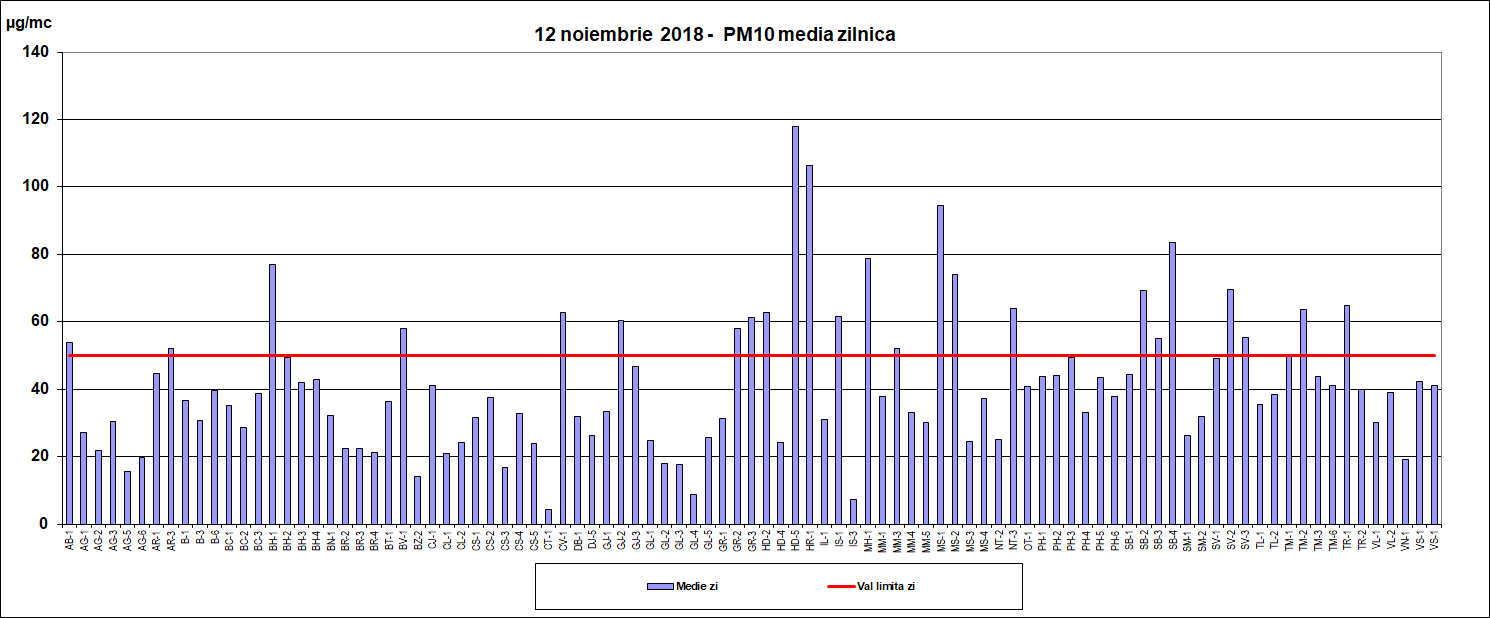 µg/mc
12 noiembrie 2018 - PM10 media zilnica
140
120
100
80
60
40
20
0
AB-1 AG-1 AG-2 AG-3 AG-5 AG-6 AR-1 AR-3 B-1 B-3 B-6 BC-1 BC-2 BC-3 BH-1 BH-2 BH-3 BH-4 BN-1 BR-2 BR-3 BR-4 BT-1 BV-1 BZ-2 CJ-1 CL-1 CL-2 CS-1 CS-2 CS-3 CS-4 CS-5 CT-1 CV-1 DB-1 DJ-5 GJ-1 GJ-2 GJ-3 GL-1 GL-2 GL-3 GL-4 GL-5 GR-1 GR-2 GR-3 HD-2 HD-4 HD-5 HR-1 IL-1 IS-1 IS-3 MH-1 MM-1 MM-3 MM-4 MM-5 MS-1 MS-2 MS-3 MS-4 NT-2 NT-3 OT-1 PH-1 PH-2 PH-3 PH-4 PH-5 PH-6 SB-1 SB-2 SB-3 SB-4 SM-1 SM-2 SV-1 SV-2 SV-3 TL-1 TL-2 TM-1 TM-2 TM-3 TM-6 TR-1 TR-2 VL-1 VL-2 VN-1 VS-1 VS-1
Medie zi Val limita zi